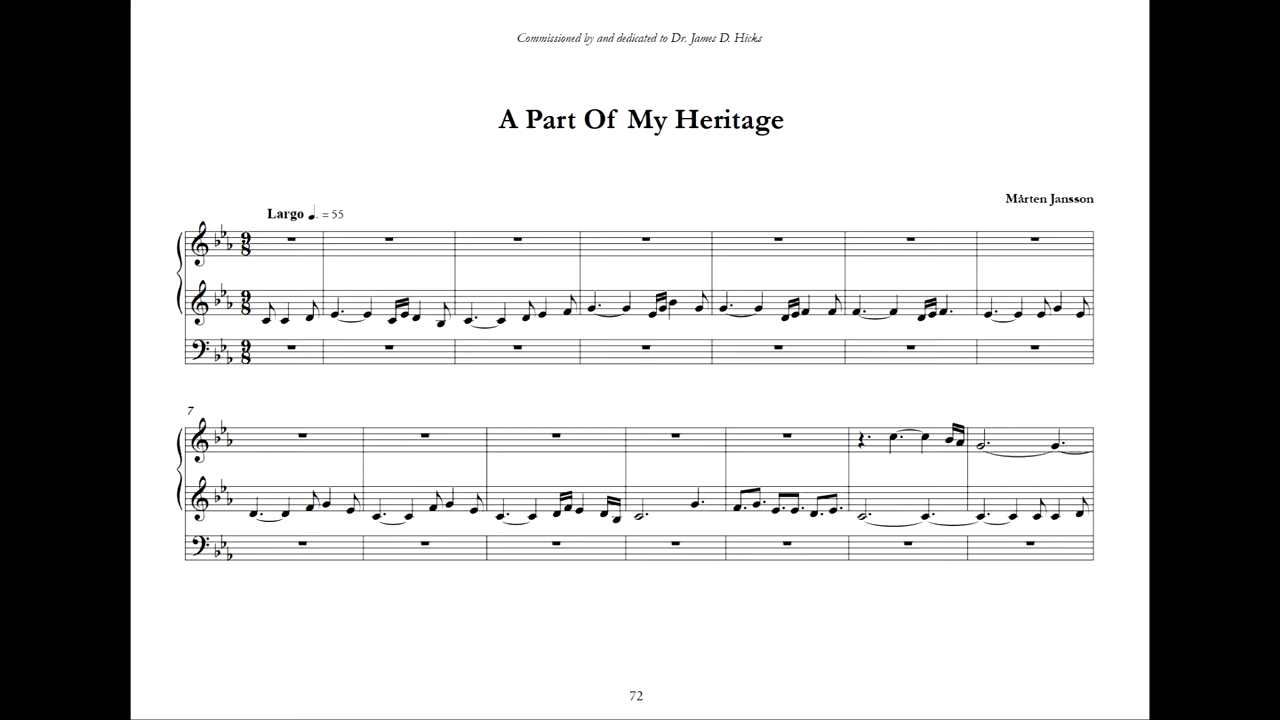 Commissioned by and dedicated to Dr. James D. Hicks
A Part Of My Heritage
Mårten Jansson
Largo ♩. = 55
9
8
9
8
9
8
7
72